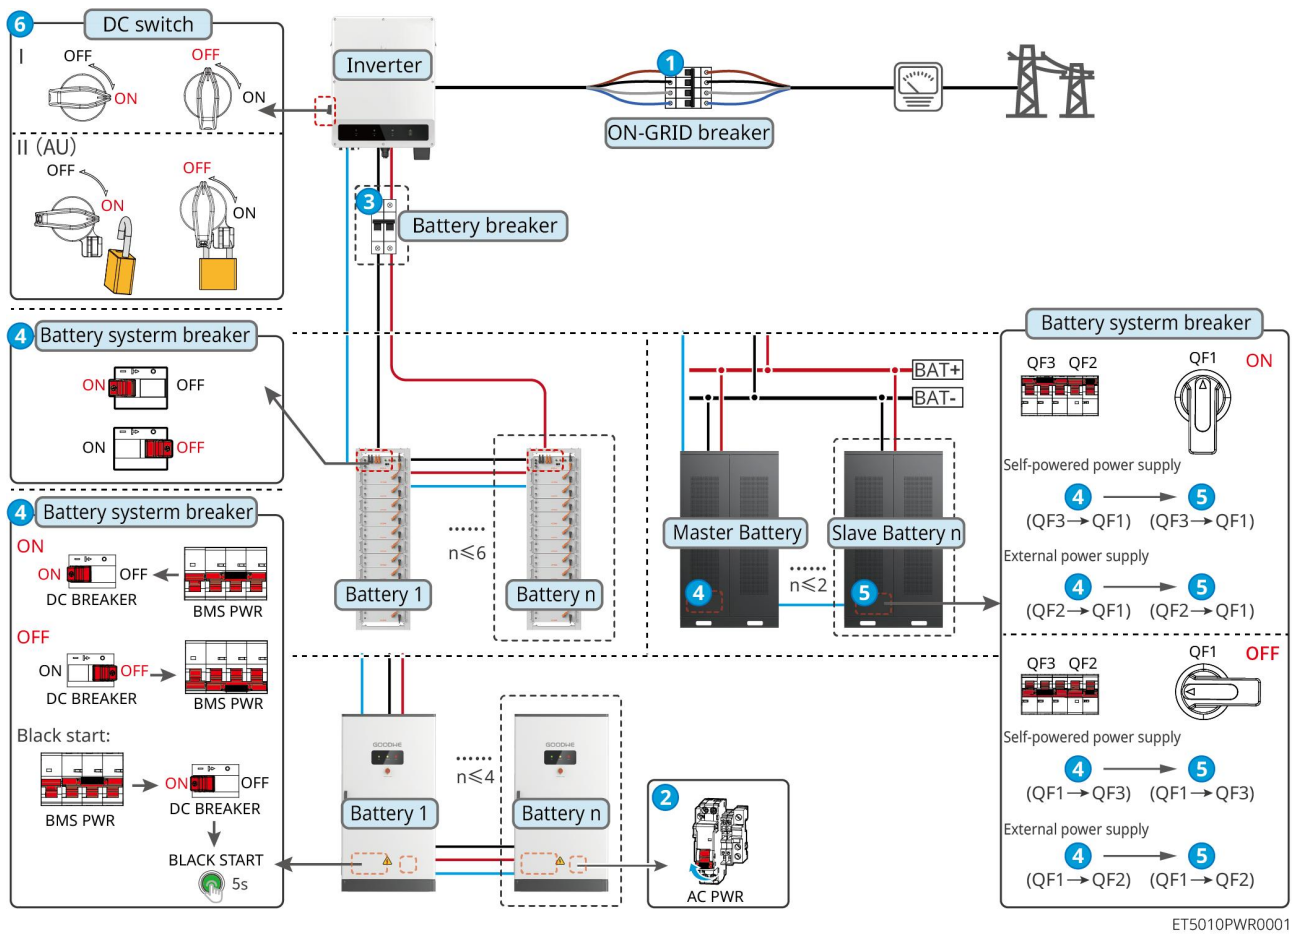 6 DC switch
I
OFF
ON
OFF
ON
II (AU)
OFF
ON
OFF
ON
Inverter
1
ON-GRID breaker
3
Battery breaker
4 Battery systerm breaker
ON OFF
ON OFF
4 Battery systerm breaker
ON
ON OFF
DC BREAKER
BMS PWR
OFF
ON OFF
DC BREAKER
BMS PWR
Black start:
BMS PWR
ON OFF
DC BREAKER
BLACK START
5s
n≤6
Battery 1
Battery n
BAT+
BAT-
Master Battery
Slave Battery n
n≤2
4
5
GOODWE
GOODWE
n≤4
Battery 1
Battery n
2
AC PWR
Battery systerm breaker
QF3 QF2
QF1
ON
Self-powered power supply
4 5
(QF3→QF1) (QF3→QF1)
External power supply
4 5
(QF2→QF1) (QF2→QF1)
QF3 QF2
QF1
OFF
Self-powered power supply
4 5
(QF1→QF3) (QF1→QF3)
External power supply
4 5
(QF1→QF2) (QF1→QF2)
ET5010PWR0001